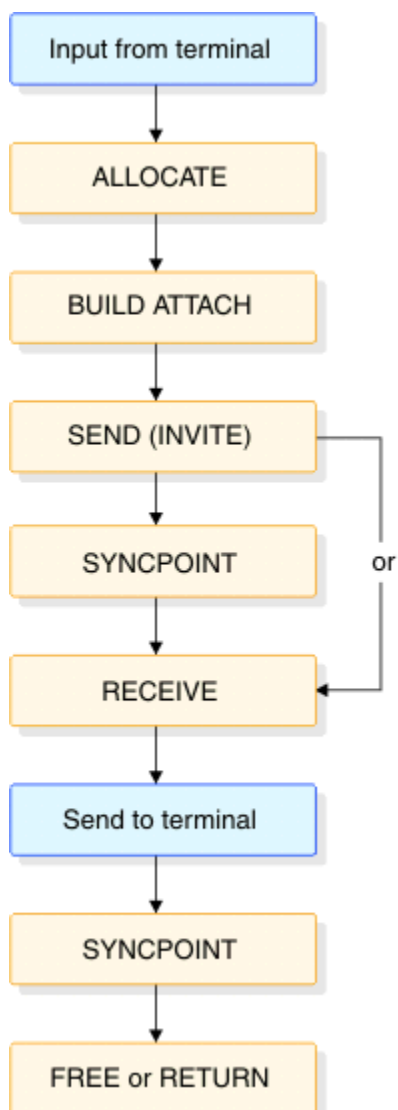 Input from terminal
ALLOCATE
BUILD ATTACH
SEND (INVITE)
SYNCPOINT
or
RECEIVE
Send to terminal
SYNCPOINT
FREE or RETURN